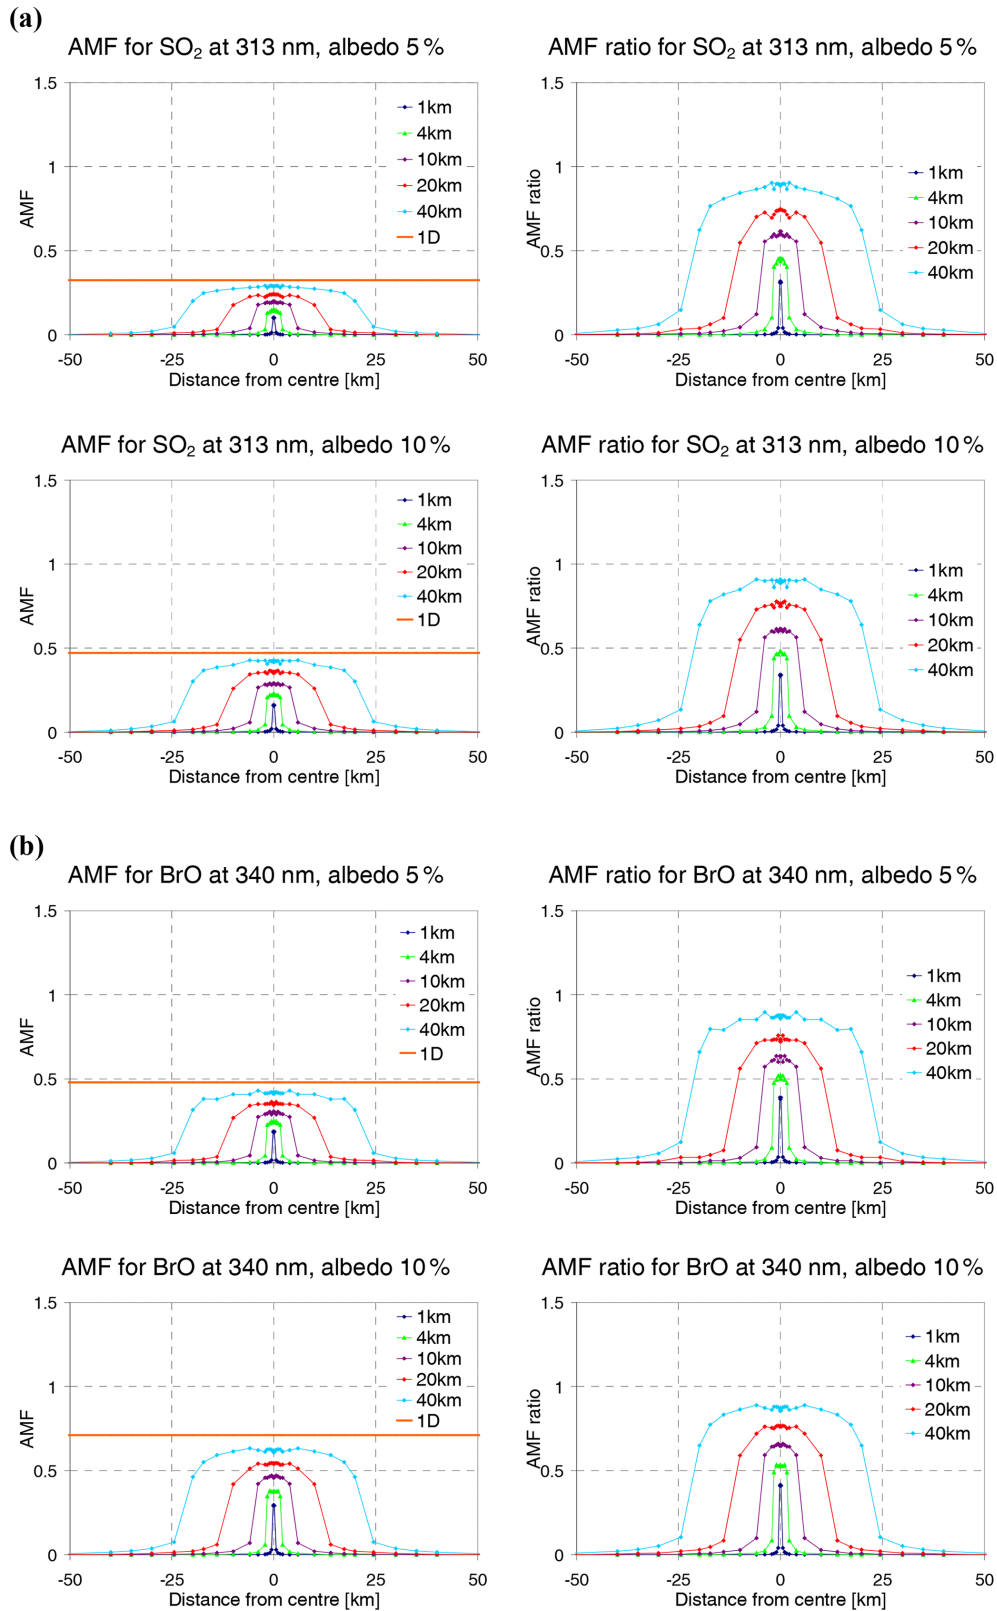 (a)
AMF for SO₂ at 313 nm, albedo 5 %
1.5
1
0.5
0
AMF
1km
4km
10km
20km
40km
1D
-50
-25
0
25
50
Distance from centre [km]
AMF ratio for SO₂ at 313 nm, albedo 5 %
1.5
1
0.5
0
AMF ratio
1km
4km
10km
20km
40km
-50
-25
0
25
50
Distance from centre [km]
AMF for SO₂ at 313 nm, albedo 10 %
1.5
1
0.5
0
AMF
1km
4km
10km
20km
40km
1D
-50
-25
0
25
50
Distance from centre [km]
AMF ratio for SO₂ at 313 nm, albedo 10 %
1.5
1
0.5
0
AMF ratio
1km
4km
10km
20km
40km
-50
-25
0
25
50
Distance from centre [km]
(b)
AMF for BrO at 340 nm, albedo 5 %
1.5
1
0.5
0
AMF
1km
4km
10km
20km
40km
1D
-50
-25
0
25
50
Distance from centre [km]
AMF ratio for BrO at 340 nm, albedo 5 %
1.5
1
0.5
0
AMF ratio
1km
4km
10km
20km
40km
-50
-25
0
25
50
Distance from centre [km]
AMF for BrO at 340 nm, albedo 10 %
1.5
1
0.5
0
AMF
1km
4km
10km
20km
40km
1D
-50
-25
0
25
50
Distance from centre [km]
AMF ratio for BrO at 340 nm, albedo 10 %
1.5
1
0.5
0
AMF ratio
1km
4km
10km
20km
40km
-50
-25
0
25
50
Distance from centre [km]